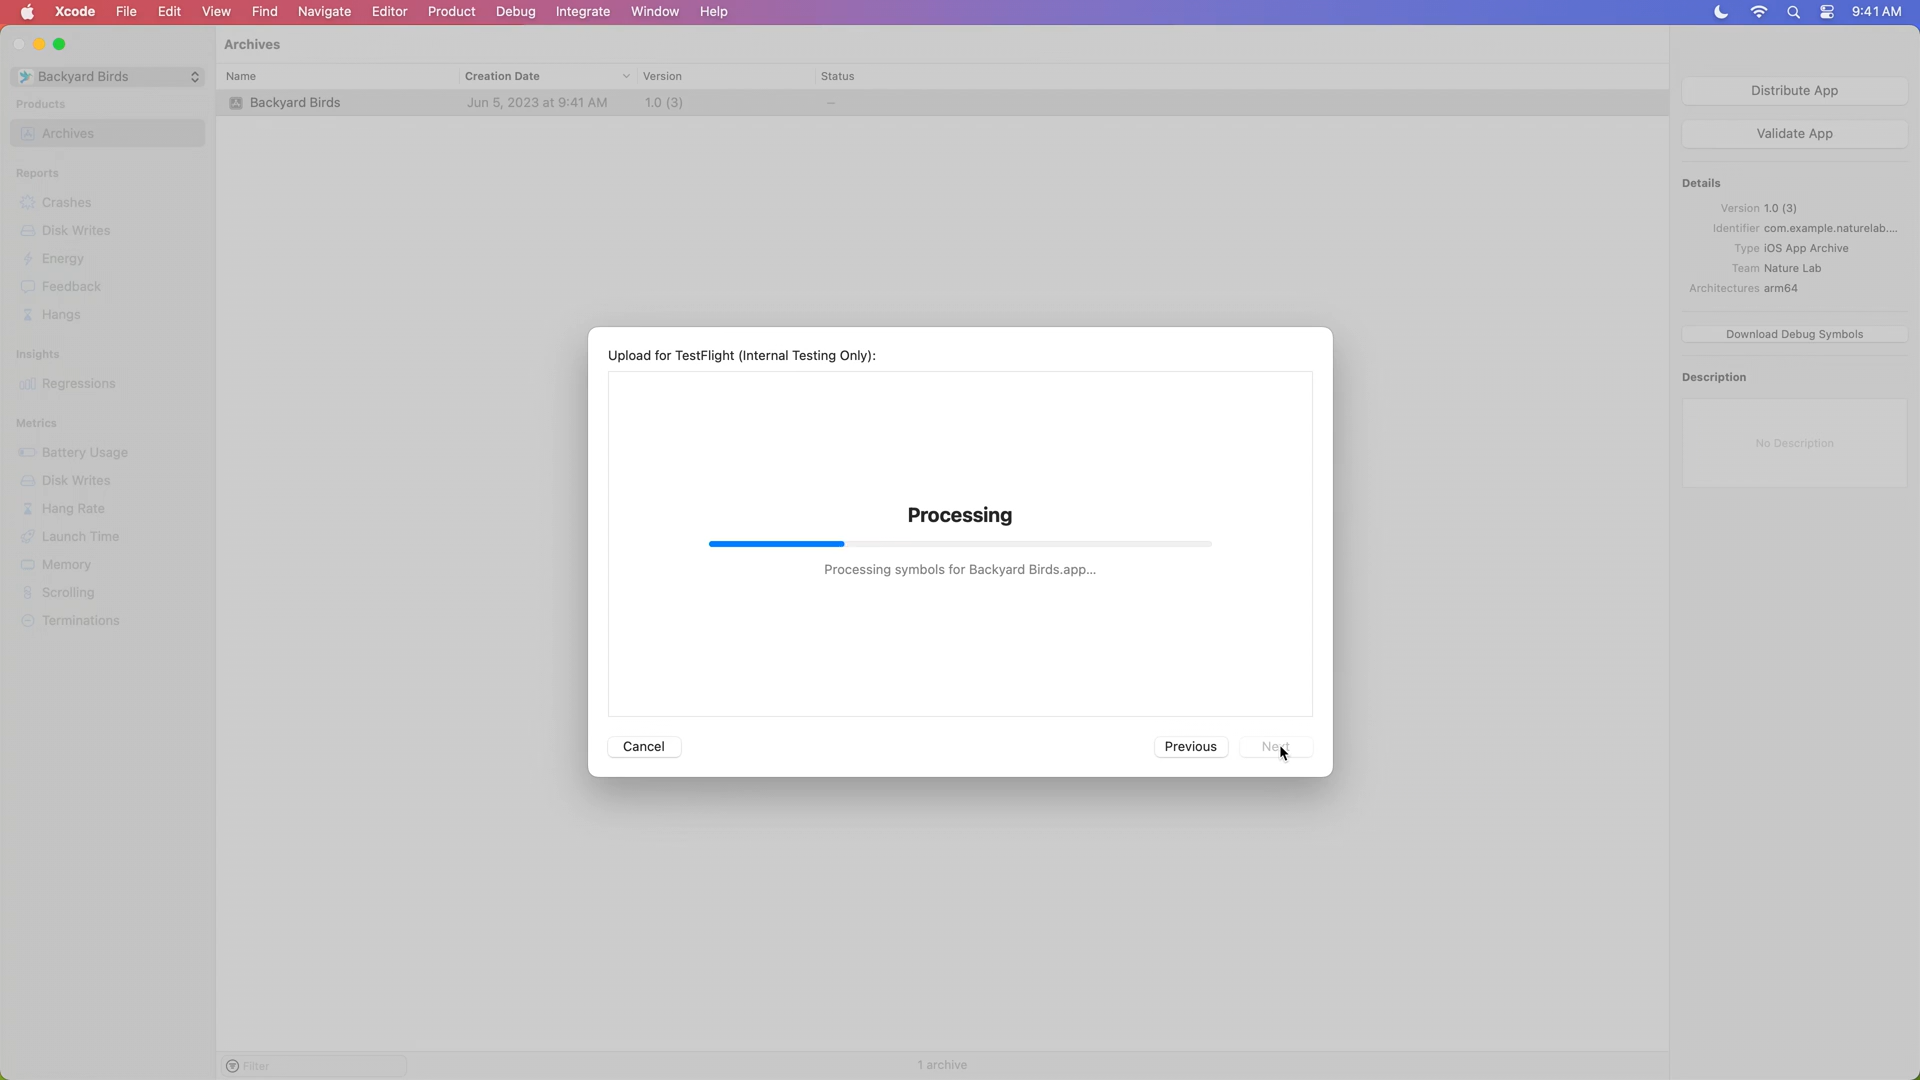 Xcode File Edit View Find Navigate Editor Product Debug Integrate Window Help 9:41 AM
Archives
Backyard Birds
Name Creation Date Version Status
Backyard Birds Jun 5, 2023 at 9:41 AM 1.0 (3) –
Products
Archives
Reports
Crashes
Disk Writes
Energy
Feedback
Hangs
Insights
Regressions
Metrics
Battery Usage
Disk Writes
Hang Rate
Launch Time
Memory
Scrolling
Terminations
Upload for TestFlight (Internal Testing Only):
Processing
Processing symbols for Backyard Birds.app...
Cancel Previous Next
Distribute App
Validate App
Details
Version 1.0 (3)
Identifier com.example.naturelab....
Type iOS App Archive
Team Nature Lab
Architectures arm64
Download Debug Symbols
Description
No Description
Filter
1 archive